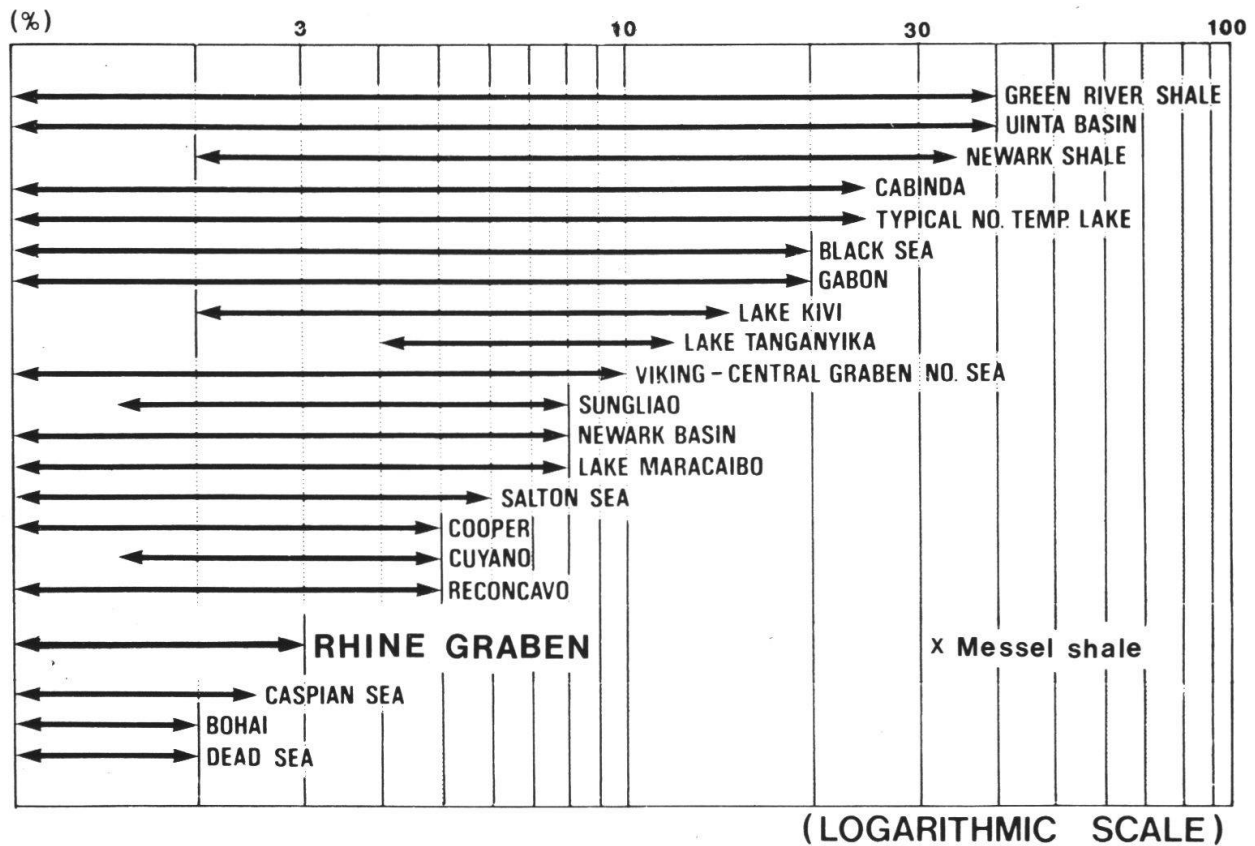 (%) 3 10 30 100
GREEN RIVER SHALE
UINTA BASIN
NEWARK SHALE
CABINDA
TYPICAL NO. TEMP. LAKE
BLACK SEA
GABON
LAKE KIVI
LAKE TANGANYIKA
VIKING – CENTRAL GRABEN NO. SEA
SUNGLIAO
NEWARK BASIN
LAKE MARACAIBO
SALTON SEA
COOPER
CUYANO
RECONCAVO
RHINE GRABEN x Messel shale
CASPIAN SEA
BOHAI
DEAD SEA
(LOGARITHMIC SCALE)